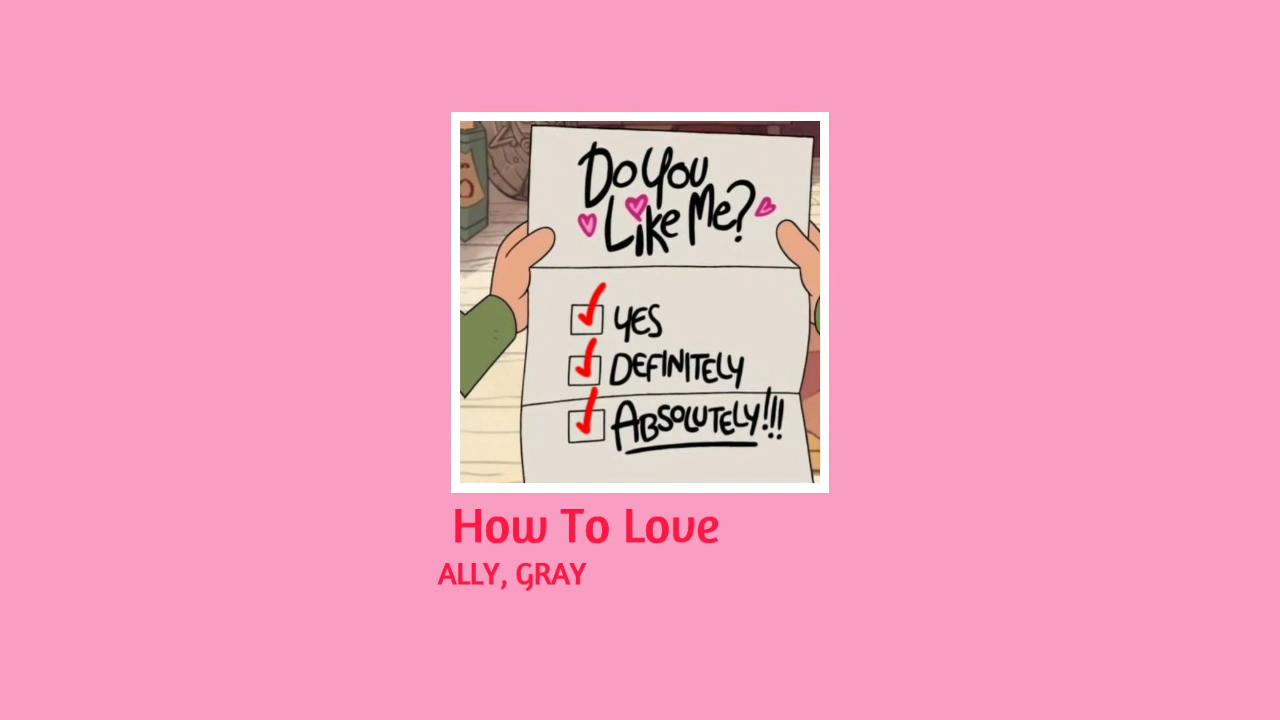 Do You
Like Me?
YES
DEFINITELY
ABSOLUTELY!!!
How To Love
ALLY, GRAY